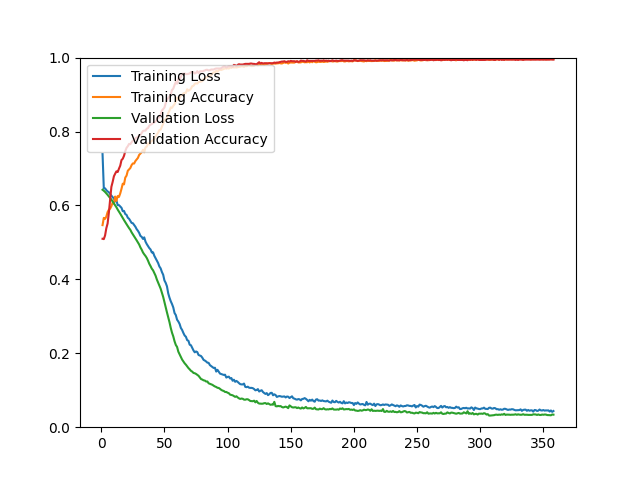 1.0
0.8
0.6
0.4
0.2
0.0
Training Loss
Training Accuracy
Validation Loss
Validation Accuracy
0 50 100 150 200 250 300 350